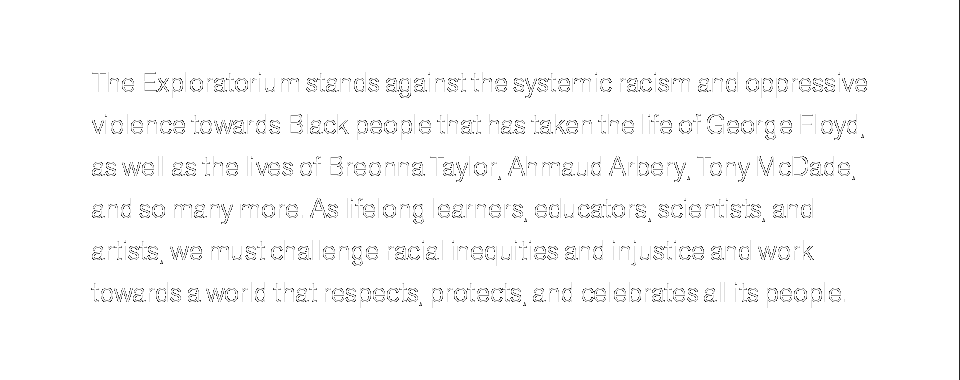 The Exploratorium stands against the systemic racism and oppressive
violence towards Black people that has taken the life of George Floyd,
as well as the lives of Breonna Taylor, Ahmaud Arbery, Tony McDade,
and so many more. As lifelong learners, educators, scientists, and
artists, we must challenge racial inequities and injustice and work
towards a world that respects, protects, and celebrates all its people.